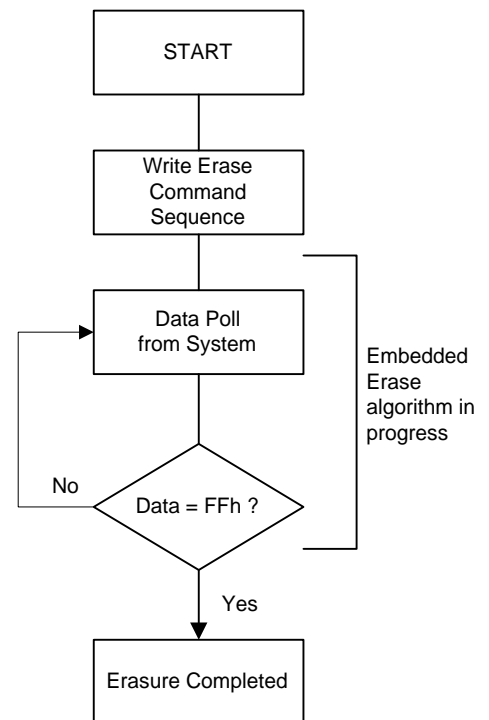 START
Write Erase
Command
Sequence
Data Poll
from System
Embedded
Erase
algorithm in
progress
No
Data = FFh ?
Yes
Erasure Completed